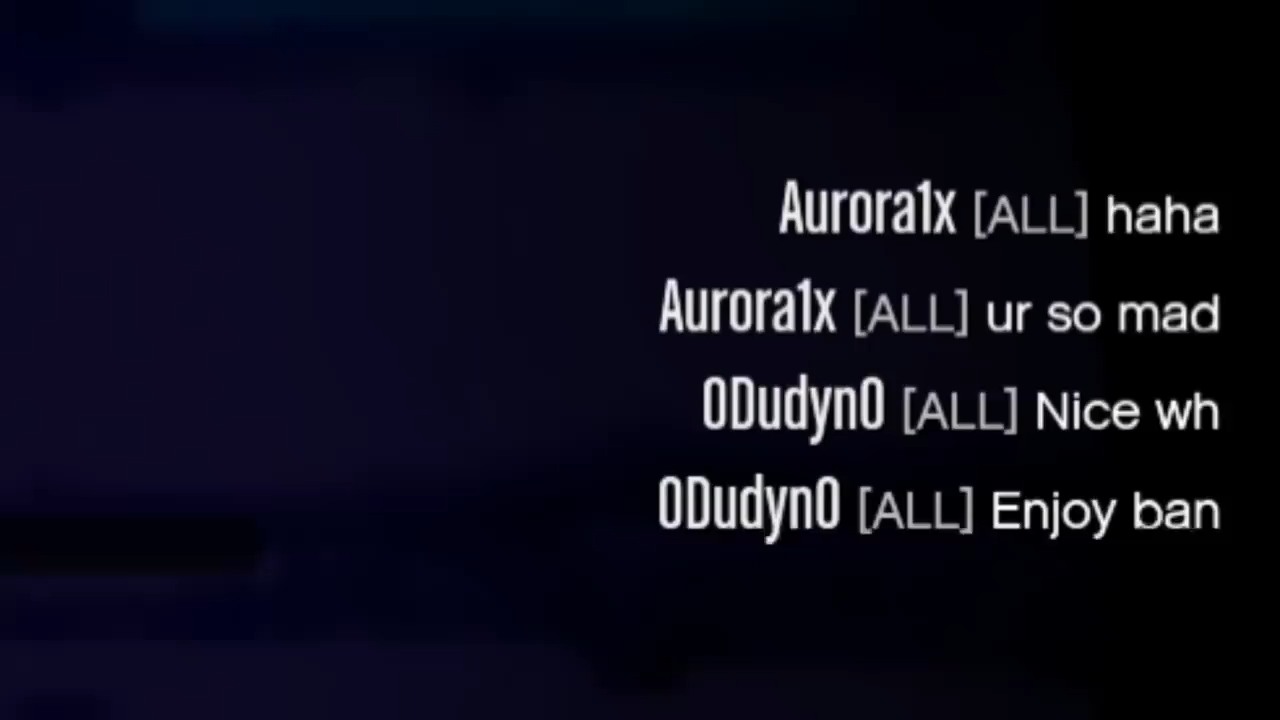 Aurora1x [ALL] haha
Aurora1x [ALL] ur so mad
0Dudyn0 [ALL] Nice wh
0Dudyn0 [ALL] Enjoy ban